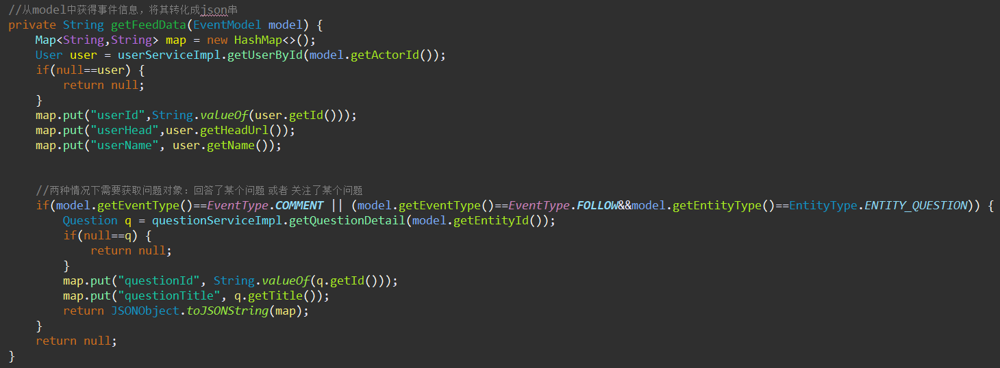 //从model中获得事件信息，将其转化成json串
private String getFeedData(EventModel model) {
    Map<String,String> map = new HashMap<>();
    User user = userServiceImpl.getUserById(model.getActorId());
    if(null==user) {
        return null;
    }
    map.put("userId",String.valueOf(user.getId()));
    map.put("userHead",user.getHeadUrl());
    map.put("userName", user.getName());
    //两种情况下需要获取问题对象：回答了某个问题 或者 关注了某个问题
    if(model.getEventType()==EventType.COMMENT || (model.getEventType()==EventType.FOLLOW&&model.getEntityType()==EntityType.ENTITY_QUESTION)) {
        Question q = questionServiceImpl.getQuestionDetail(model.getEntityId());
        if(null==q) {
            return null;
        }
        map.put("questionId", String.valueOf(q.getId()));
        map.put("questionTitle", q.getTitle());
        return JSONObject.toJSONString(map);
    }
    return null;
}